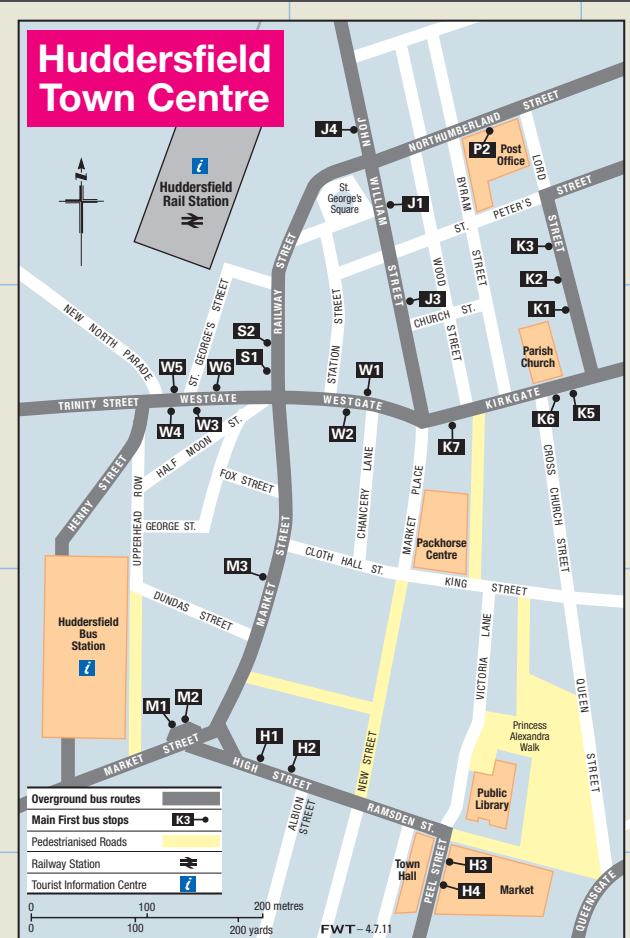 Huddersfield
Town Centre
N
i
Huddersfield
Rail Station
J4
JOHN
WILLIAM
STREET
NORTHUMBERLAND STREET
P2
Post
Office
LORD
STREET
St.
George's
Square
J1
BYRAM
STREET
ST. PETER'S STREET
K3
K2
K1
WOOD
STREET
J3
CHURCH ST.
Parish
Church
RAILWAY STREET
STATION STREET
NEW NORTH PARADE
ST. GEORGE'S STREET
S2
S1
W5
W6
W1
TRINITY STREET
WESTGATE
WESTGATE
KIRKGATE
W4
W3
W2
K7
K6
K5
HALF MOON ST.
HENRY STREET
UPPERHEAD ROW
FOX STREET
GEORGE ST.
CHANCERY LANE
MARKET PLACE
Packhorse
Centre
CROSS CHURCH STREET
CLOTH HALL ST.
KING STREET
M3
MARKET STREET
DUNDAS STREET
Huddersfield
Bus
Station
i
VICTORIA LANE
QUEEN STREET
Princess
Alexandra
Walk
M1
M2
MARKET STREET
H1
H2
HIGH STREET
NEW STREET
ALBION
STREET
RAMSDEN ST.
Public
Library
Town
Hall
PEEL STREET
H3
H4
Market
QUEENSGATE
Overground bus routes
Main First bus stops K3
Pedestrianised Roads
Railway Station
Tourist Information Centre i
0 100 200 metres
0 100 200 yards
FWT – 4.7.11